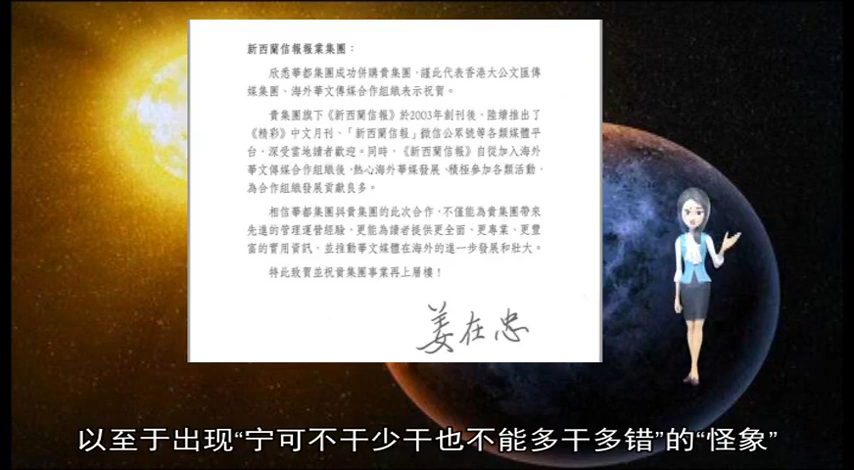 新西蘭信報報業集團：
欣悉華都集團成功併購貴集團，謹此代表香港大公文匯傳
媒集團、海外華文傳媒合作組織表示祝賀。
貴集團旗下《新西蘭信報》於2003年創刊後，陸續推出了
《精彩》中文月刊、「新西蘭信報」微信公眾號等各類媒體平
台，深受當地讀者歡迎。同時，《新西蘭信報》自從加入海外
華文傳媒合作組織後，熱心海外華媒發展，積極參加各類活動，
為合作組織發展貢獻良多。
相信華都集團與貴集團的此次合作，不僅能為貴集團帶來
先進的管理運營經驗，更能為讀者提供更全面、更專業、更豐
富的實用資訊，並推動華文媒體在海外的進一步發展和壯大。
特此致賀並祝貴集團事業再上層樓！
姜在忠
以至于出现“宁可不干少干也不能多干多错”的“怪象”